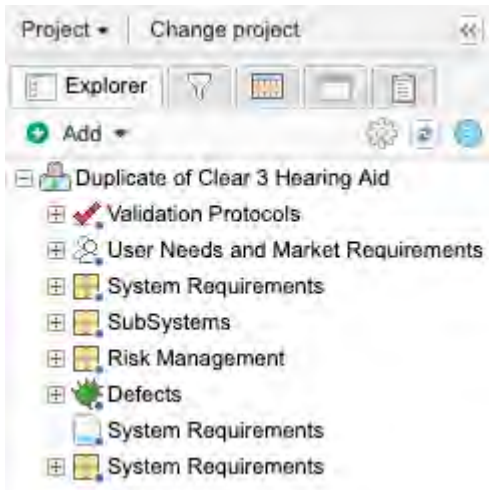 Project Change project
Explorer
Add
Duplicate of Clear 3 Hearing Aid
Validation Protocols
User Needs and Market Requirements
System Requirements
SubSystems
Risk Management
Defects
System Requirements
System Requirements